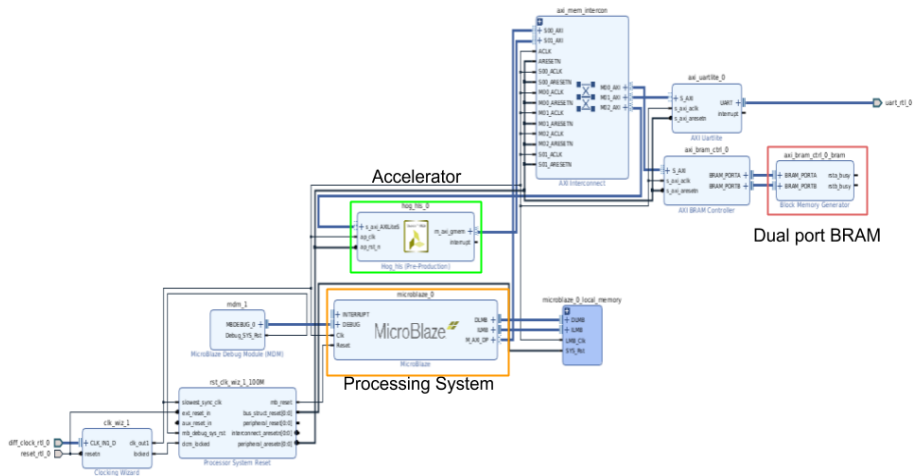 axi_mem_intercon
S00_AXI
S01_AXI
ACLK
ARESETN
S00_ACLK
S00_ARESETN
M00_ACLK
M00_ARESETN
M01_ACLK
M01_ARESETN
M02_ACLK
M02_ARESETN
S01_ACLK
S01_ARESETN
M00_AXI
M01_AXI
M02_AXI
AXI Interconnect
axi_uartlite_0
S_AXI
s_axi_aclk
s_axi_aresetn
UART
interrupt
AXI Uartlite
uart_rtl_0
axi_bram_ctrl_0
S_AXI
s_axi_aclk
s_axi_aresetn
BRAM_PORTA
BRAM_PORTB
AXI BRAM Controller
axi_bram_ctrl_0_bram
BRAM_PORTA
BRAM_PORTB
rsta_busy
rstb_busy
Block Memory Generator
Dual port BRAM
Accelerator
hog_hls_0
s_axi_AXILiteS
ap_clk
ap_rst_n
m_axi_gmem
interrupt
Hog_hls (Pre-Production)
microblaze_0
INTERRUPT
DEBUG
Clk
Reset
MicroBlaze
DLMB
ILMB
M_AXI_DP
MicroBlaze
Processing System
microblaze_0_local_memory
DLMB
ILMB
LMB_Clk
SYS_Rst
mdm_1
MBDEBUG_0
Debug_SYS_Rst
MicroBlaze Debug Module (MDM)
rst_clk_wiz_1_100M
slowest_sync_clk
ext_reset_in
aux_reset_in
mb_debug_sys_rst
dcm_locked
mb_reset
bus_struct_reset[0:0]
peripheral_reset[0:0]
interconnect_aresetn[0:0]
peripheral_aresetn[0:0]
Processor System Reset
clk_wiz_1
CLK_IN1_D
resetn
clk_out1
locked
Clocking Wizard
diff_clock_rtl_0
reset_rtl_0